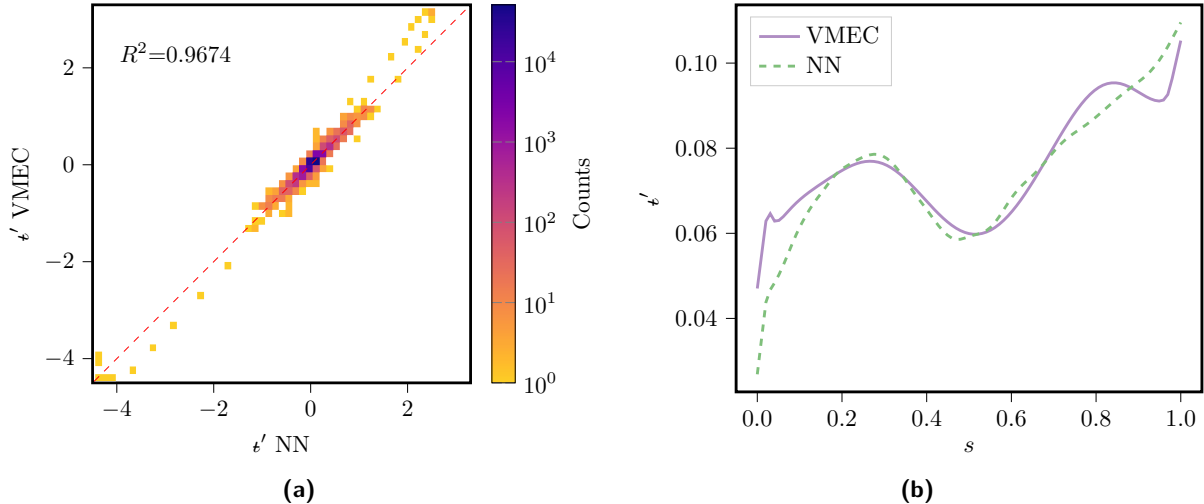 R²=0.9674
2
0
−2
−4
−4
−2
0
2
ῑ′ NN
ῑ′ VMEC
10⁴
10³
10²
10¹
10⁰
Counts
(a)
VMEC
NN
0.10
0.08
0.06
0.04
ῑ′
0.0
0.2
0.4
0.6
0.8
1.0
s
(b)